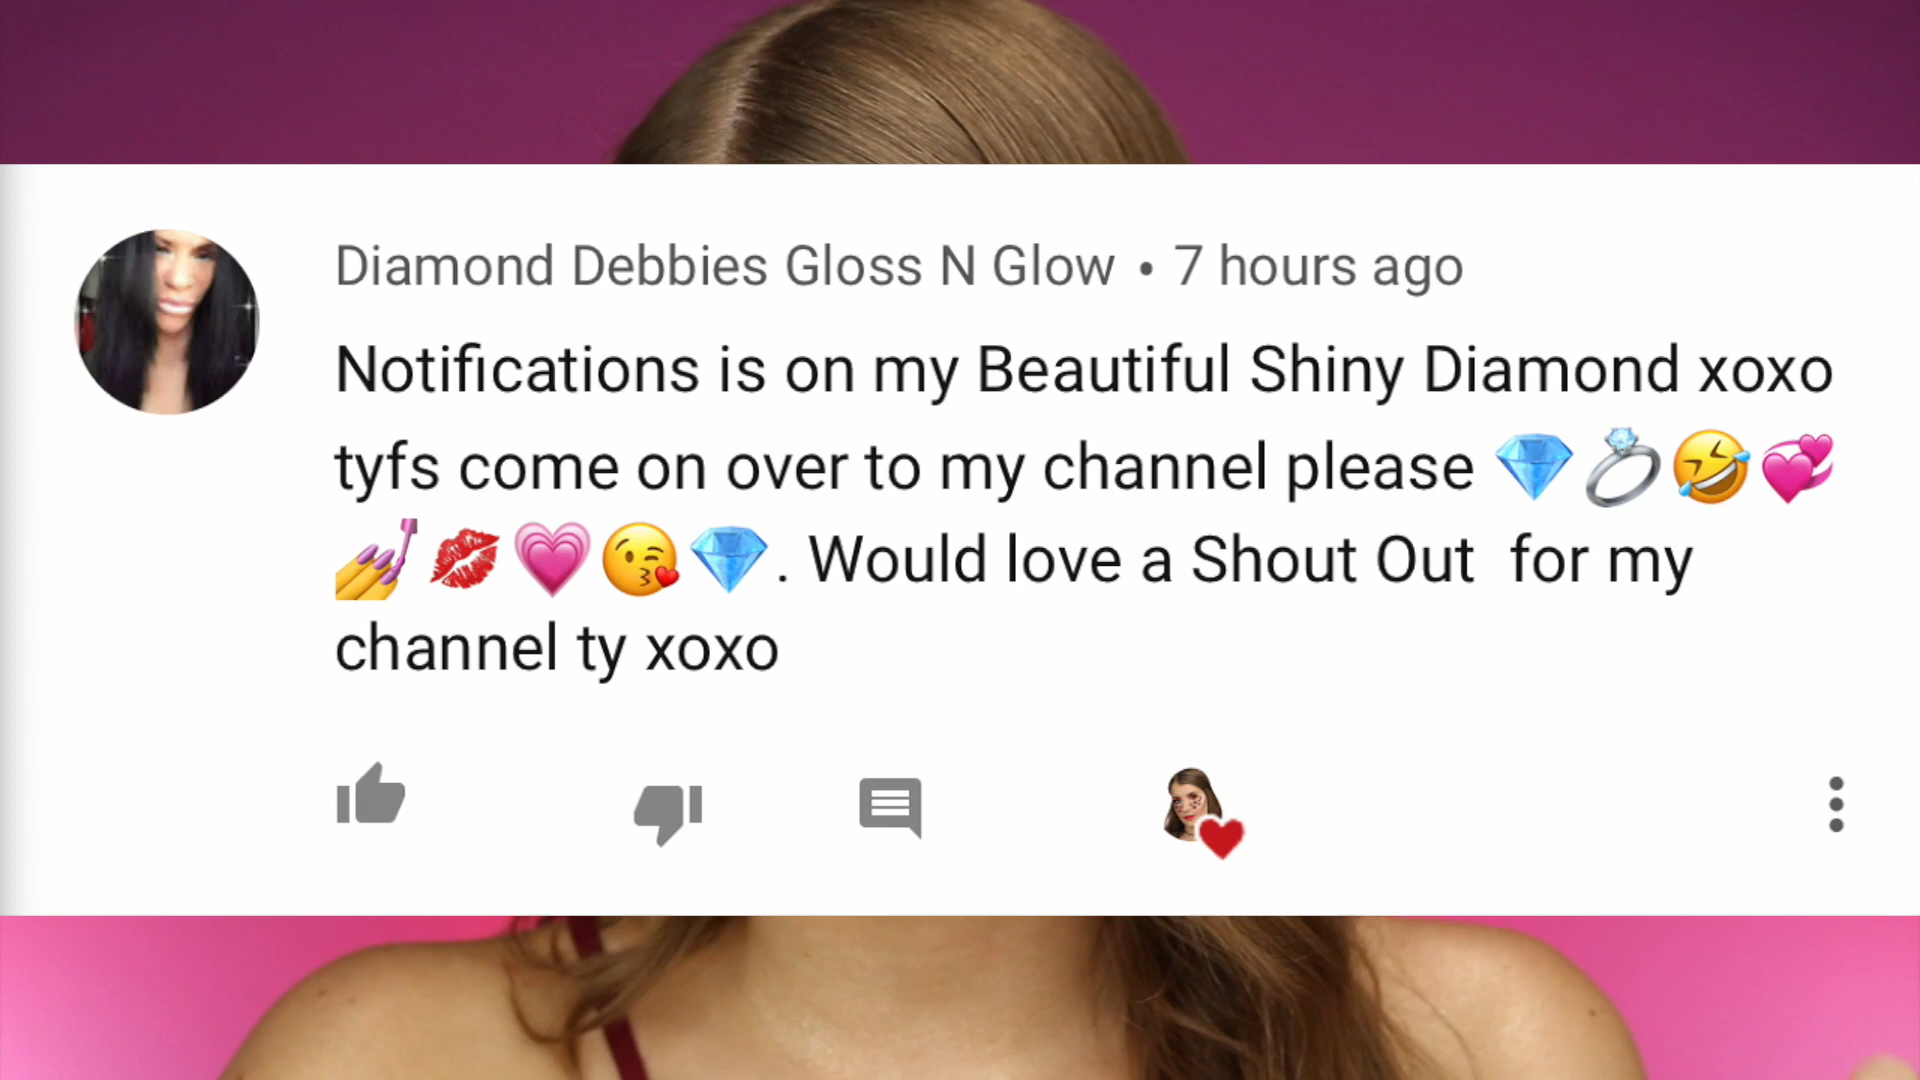 Diamond Debbies Gloss N Glow • 7 hours ago
Notifications is on my Beautiful Shiny Diamond xoxo
tyfs come on over to my channel please 💎💍🤣💞
💅💋💗😘💎. Would love a Shout Out  for my
channel ty xoxo